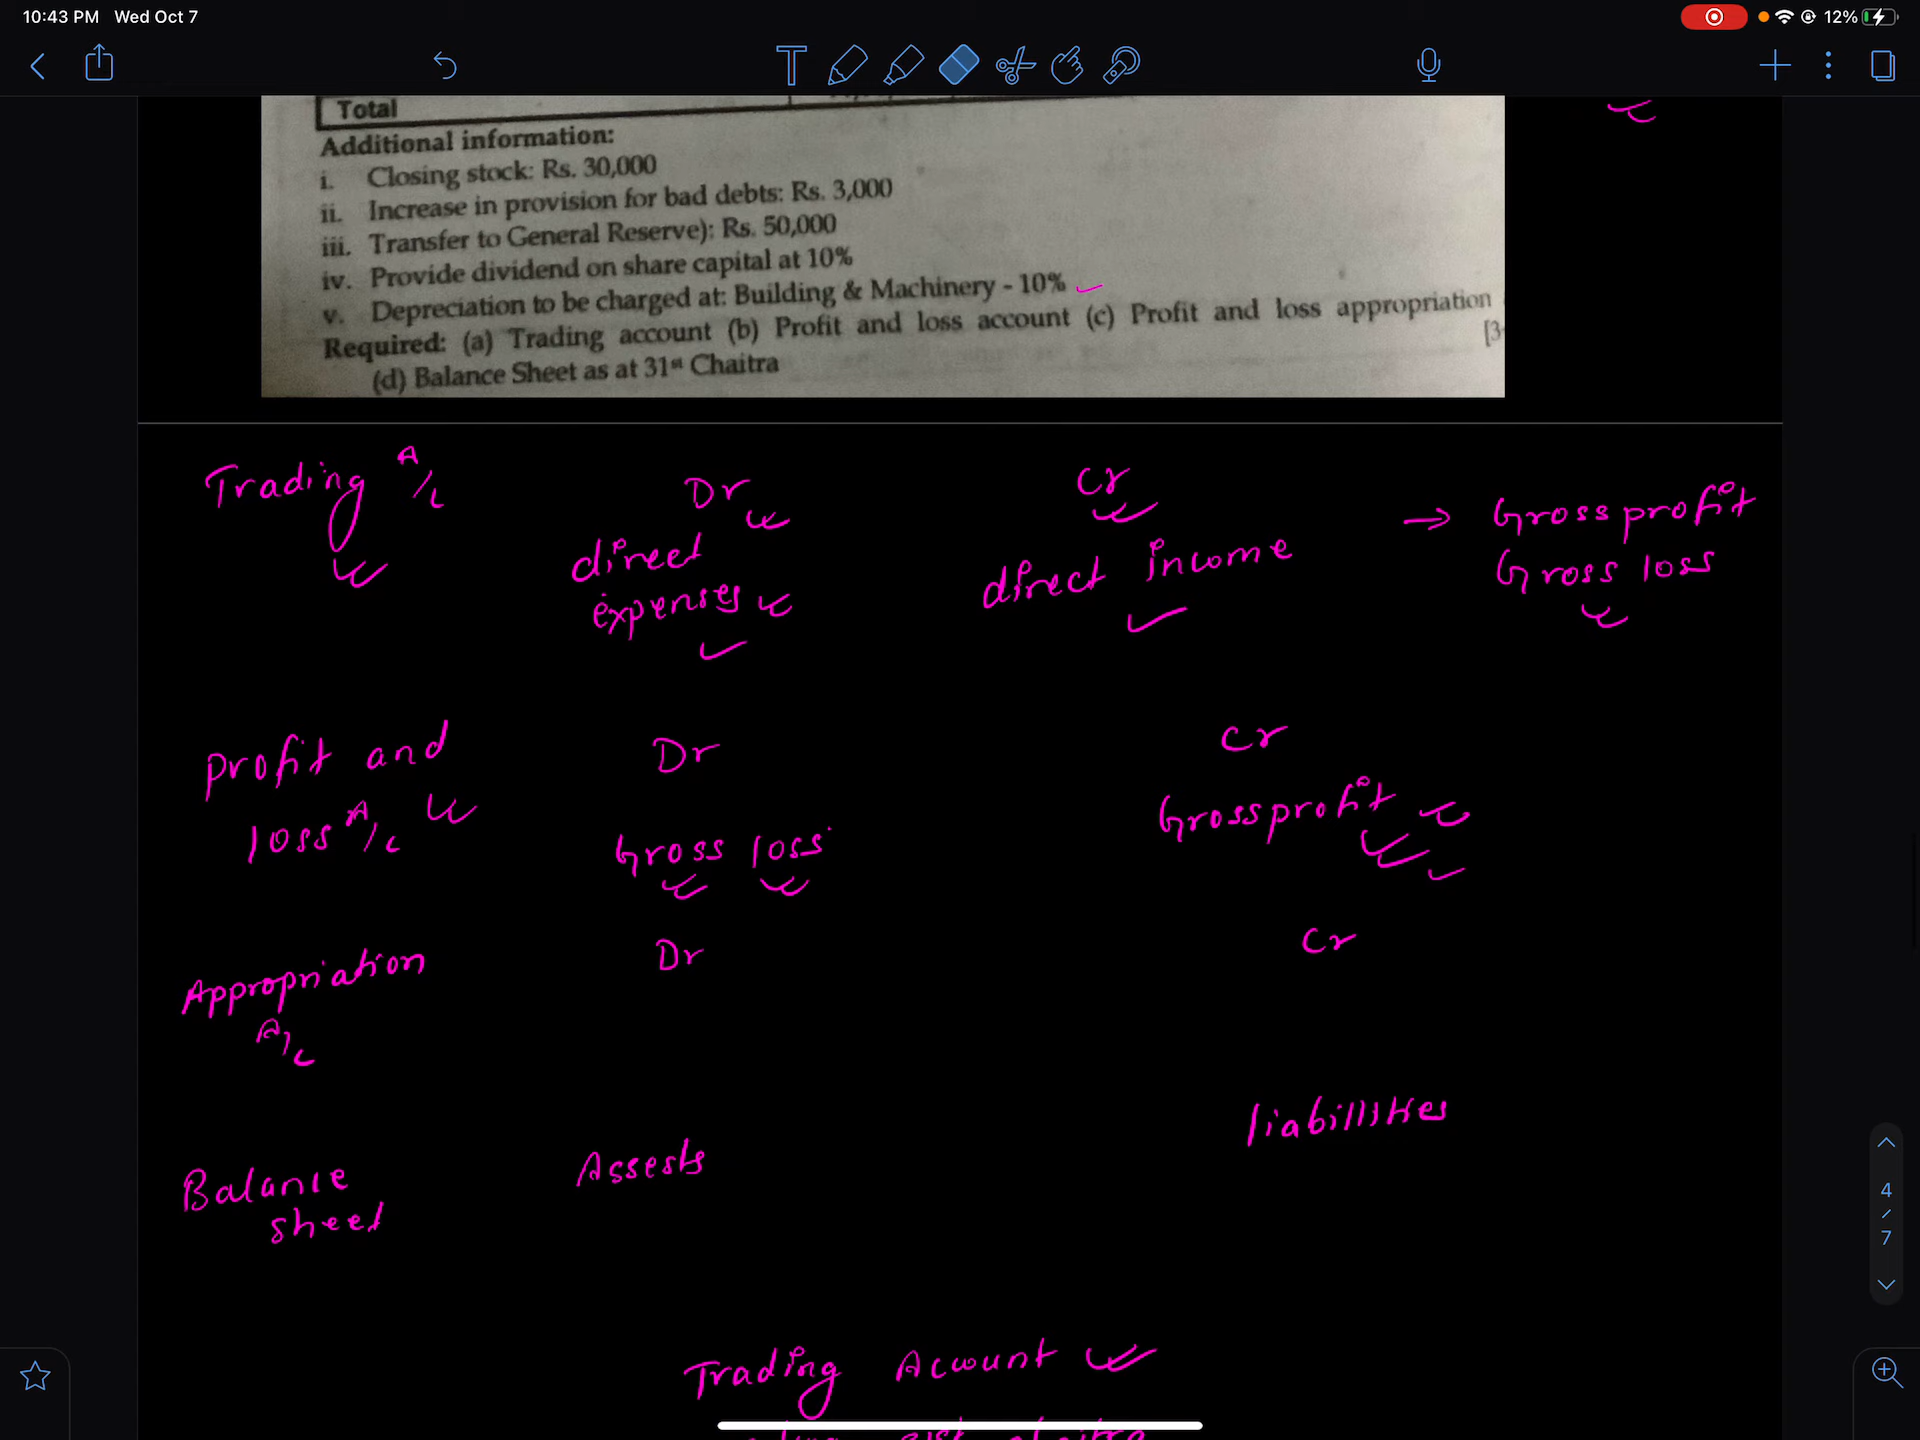 10:43 PM Wed Oct 7
12%
Total
Additional information:
i. Closing stock: Rs. 30,000
ii. Increase in provision for bad debts: Rs. 3,000
iii. Transfer to General Reserve): Rs. 50,000
iv. Provide dividend on share capital at 10%
v. Depreciation to be charged at: Building & Machinery - 10%
Required: (a) Trading account (b) Profit and loss account (c) Profit and loss appropriation
[3
(d) Balance Sheet as at 31st Chaitra
Trading A/c Dr Cr → Gross profit
direct expenses direct income Gross loss
Profit and loss A/c Dr Cr
Gross loss Gross profit
Appropriation A/c Dr Cr
Balance sheet Assests liabillities
4
/
7
Trading Account